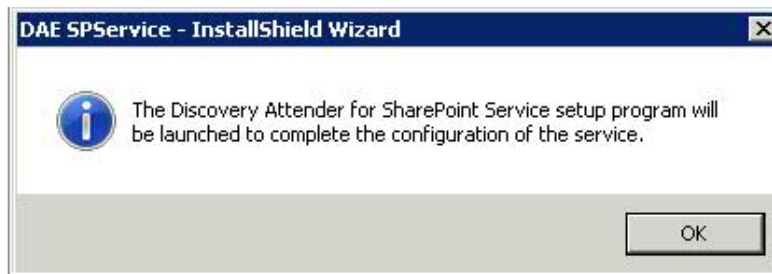 DAE SPService - InstallShield Wizard
The Discovery Attender for SharePoint Service setup program will
be launched to complete the configuration of the service.
OK